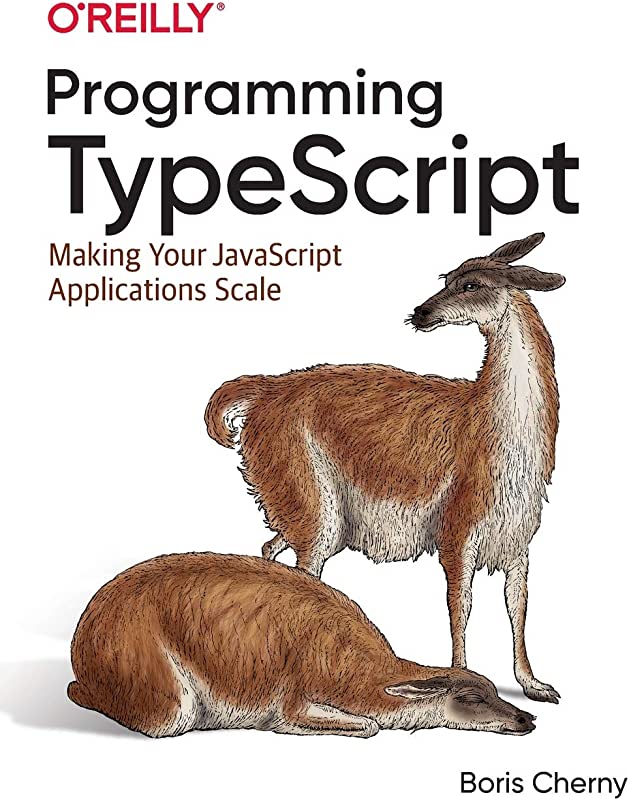 O'REILLY®
Programming
TypeScript
Making Your JavaScript
Applications Scale
Boris Cherny